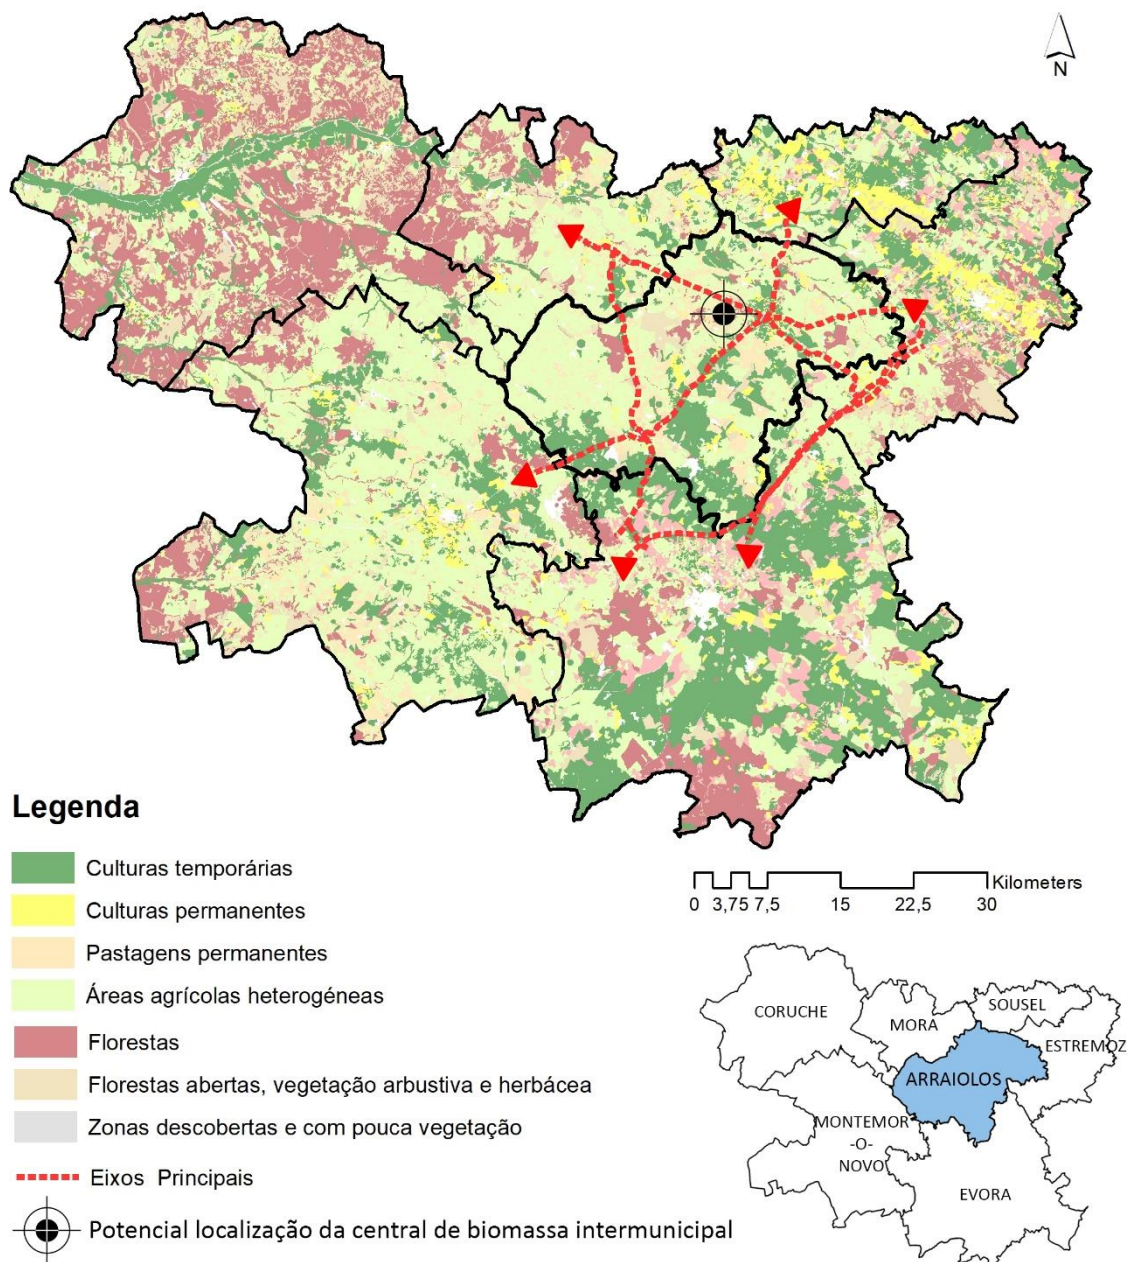 N
Legenda
Culturas temporárias
Culturas permanentes
Pastagens permanentes
Áreas agrícolas heterogéneas
Florestas
Florestas abertas, vegetação arbustiva e herbácea
Zonas descobertas e com pouca vegetação
Eixos Principais
Potencial localização da central de biomassa intermunicipal
Kilometers
0 3,75 7,5 15 22,5 30
CORUCHE
MORA
SOUSEL
ESTREMOZ
ARRAIOLOS
MONTEMOR
-O-
NOVO
EVORA